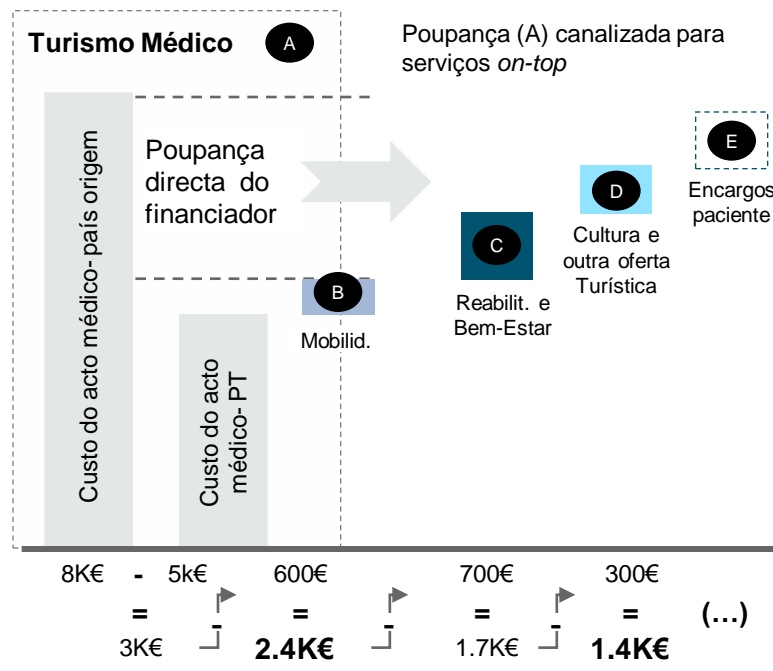 Turismo Médico
A
Poupança (A) canalizada para
serviços on-top
Poupança
directa do
financiador
E
Encargos
paciente
D
Cultura e
outra oferta
Turística
C
Reabilit. e
Bem-Estar
B
Mobilid.
Custo do acto médico- país origem
Custo do acto
médico- PT
8K€ - 5k€ 600€ 700€ 300€
= - = - = - = (…)
3K€ 2.4K€ 1.7K€ 1.4K€